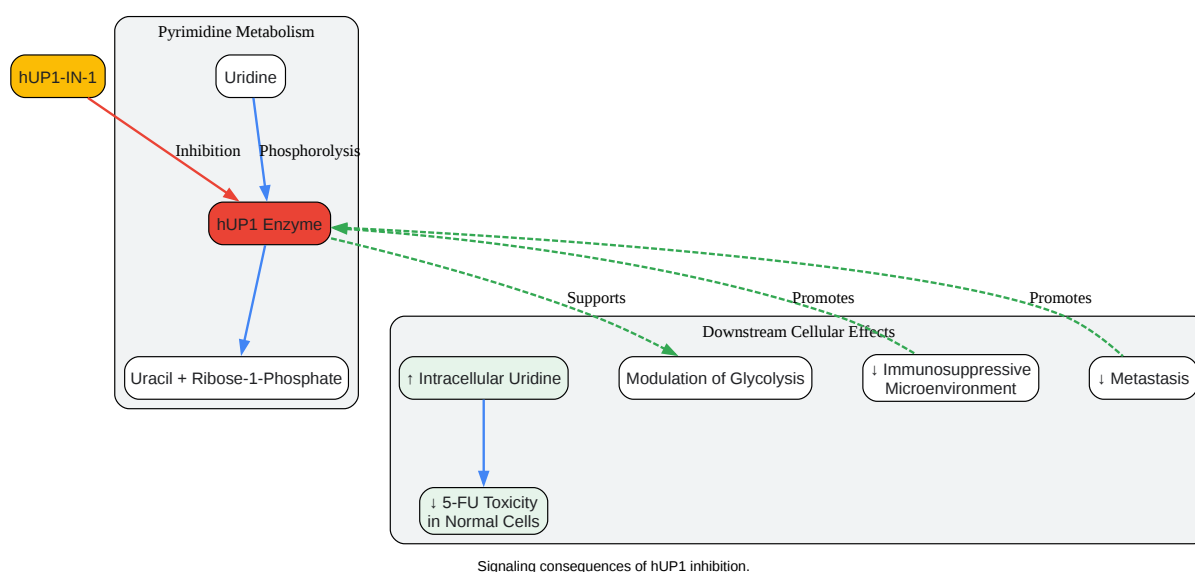 Pyrimidine Metabolism
hUP1-IN-1
Uridine
Inhibition
Phosphorolysis
hUP1 Enzyme
Supports
Promotes
Promotes
Downstream Cellular Effects
Uracil + Ribose-1-Phosphate
↑ Intracellular Uridine
Modulation of Glycolysis
↓ Immunosuppressive
Microenvironment
↓ Metastasis
↓ 5-FU Toxicity
in Normal Cells
Signaling consequences of hUP1 inhibition.